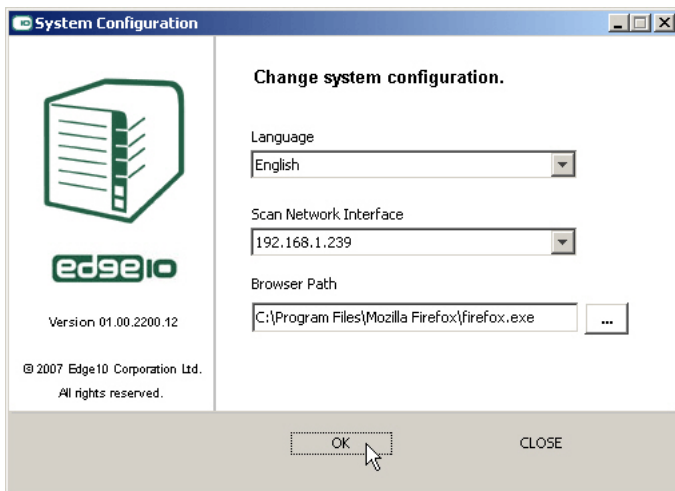 System Configuration
Change system configuration.
Language
English
Scan Network Interface
192.168.1.239
Browser Path
C:\Program Files\Mozilla Firefox\firefox.exe
...
edge10
Version 01.00.2200.12
© 2007 Edge10 Corporation Ltd.
All rights reserved.
OK
CLOSE